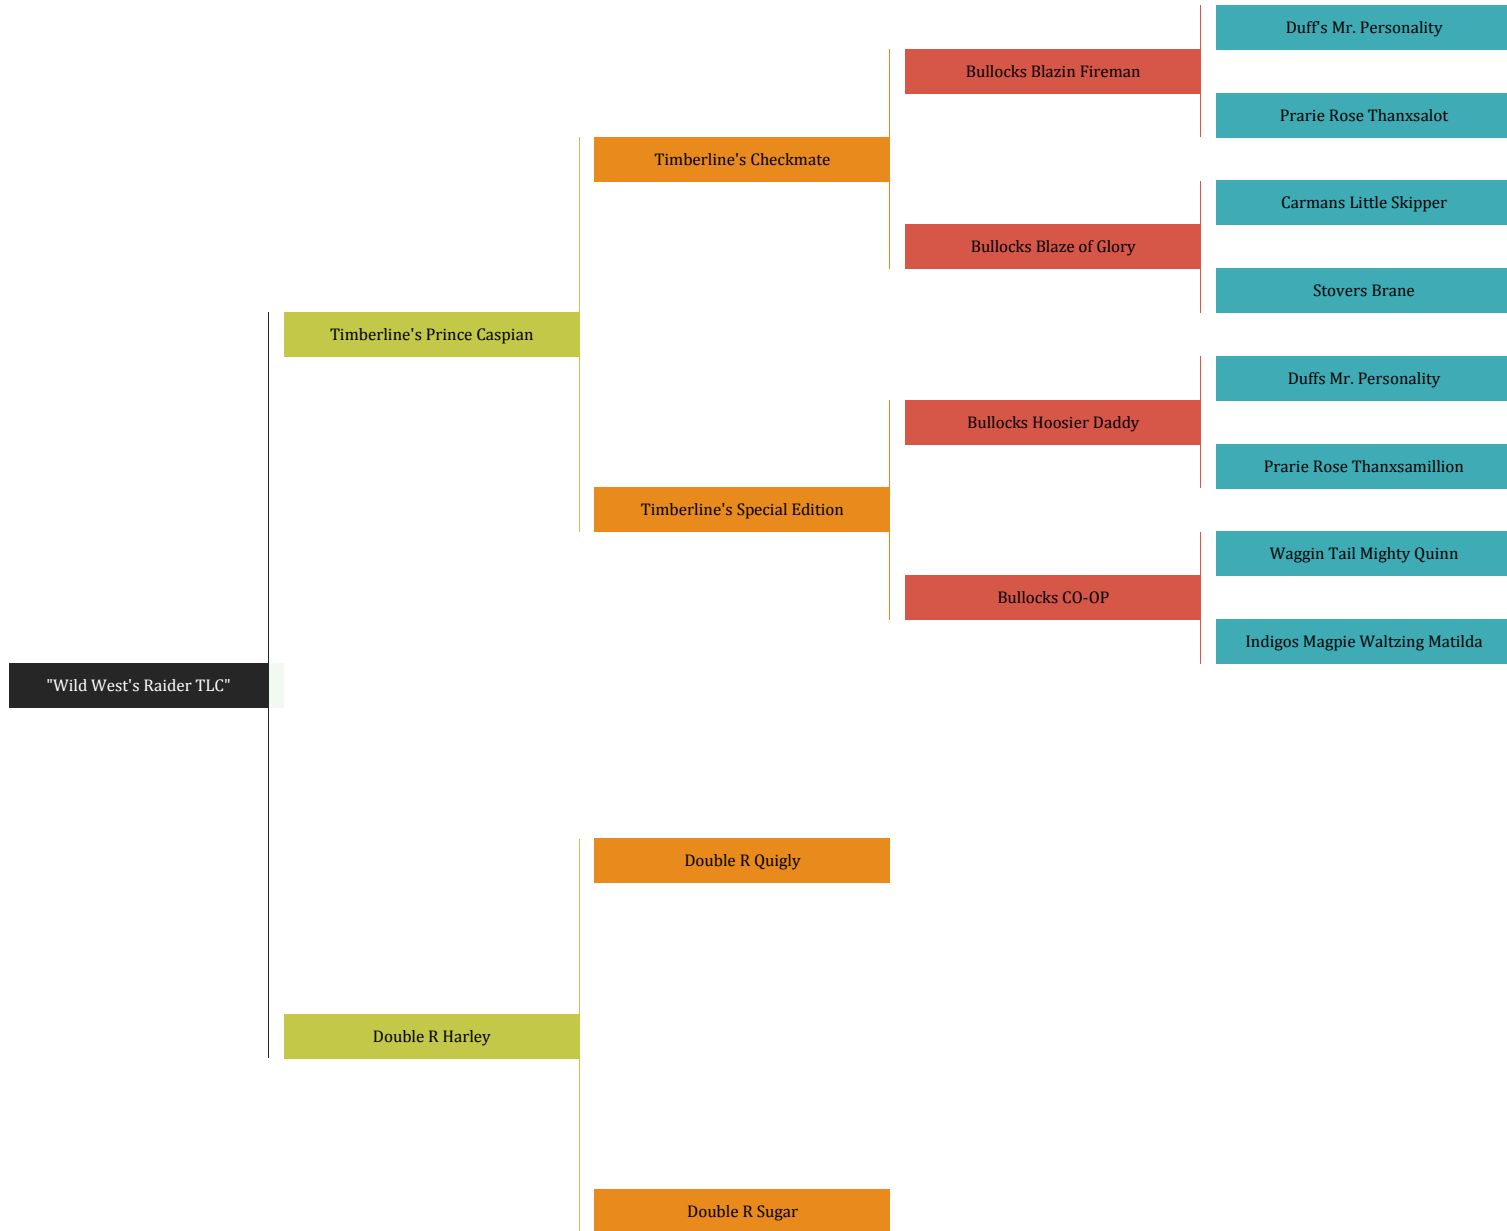 Duff's Mr. Personality
Bullocks Blazin Fireman
Prarie Rose Thanxsalot
Timberline's Checkmate
Carmans Little Skipper
Bullocks Blaze of Glory
Stovers Brane
Timberline's Prince Caspian
Duffs Mr. Personality
Bullocks Hoosier Daddy
Prarie Rose Thanxsamillion
Timberline's Special Edition
Waggin Tail Mighty Quinn
Bullocks CO-OP
Indigos Magpie Waltzing Matilda
"Wild West's Raider TLC"
Double R Quigly
Double R Harley
Double R Sugar